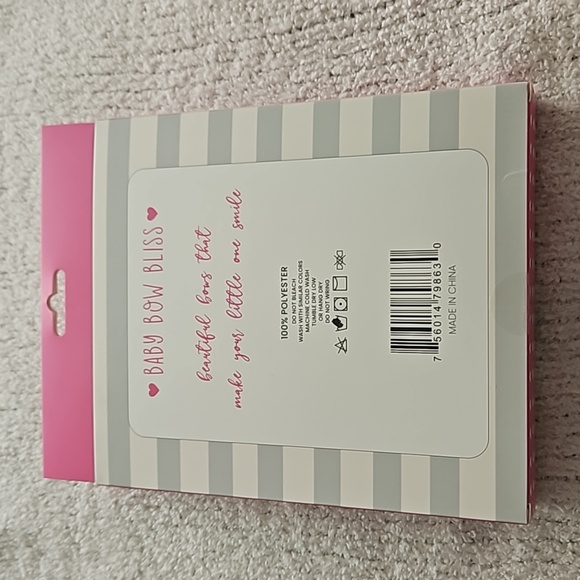 BABY BOW BLISS
beautiful bows that
make your little one smile
100% POLYESTER
DO NOT BLEACH
WASH WITH SIMILAR COLORS
MACHINE COLD WASH
TUMBLE DRY LOW
OR HAND DRY
DO NOT WRING
7 56014 79863 0
MADE IN CHINA